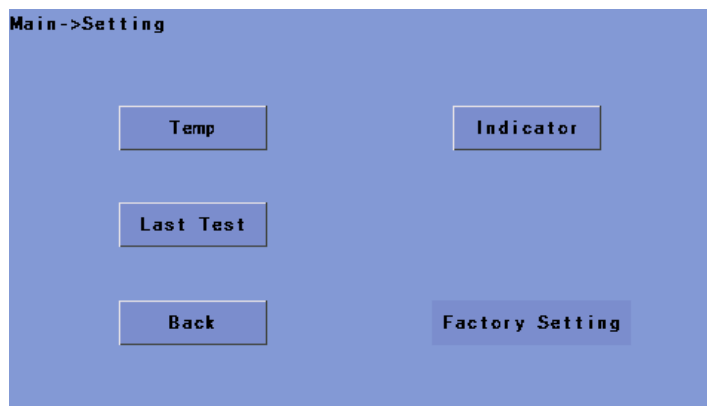 Main->Setting
Temp
Indicator
Last Test
Back
Factory Setting